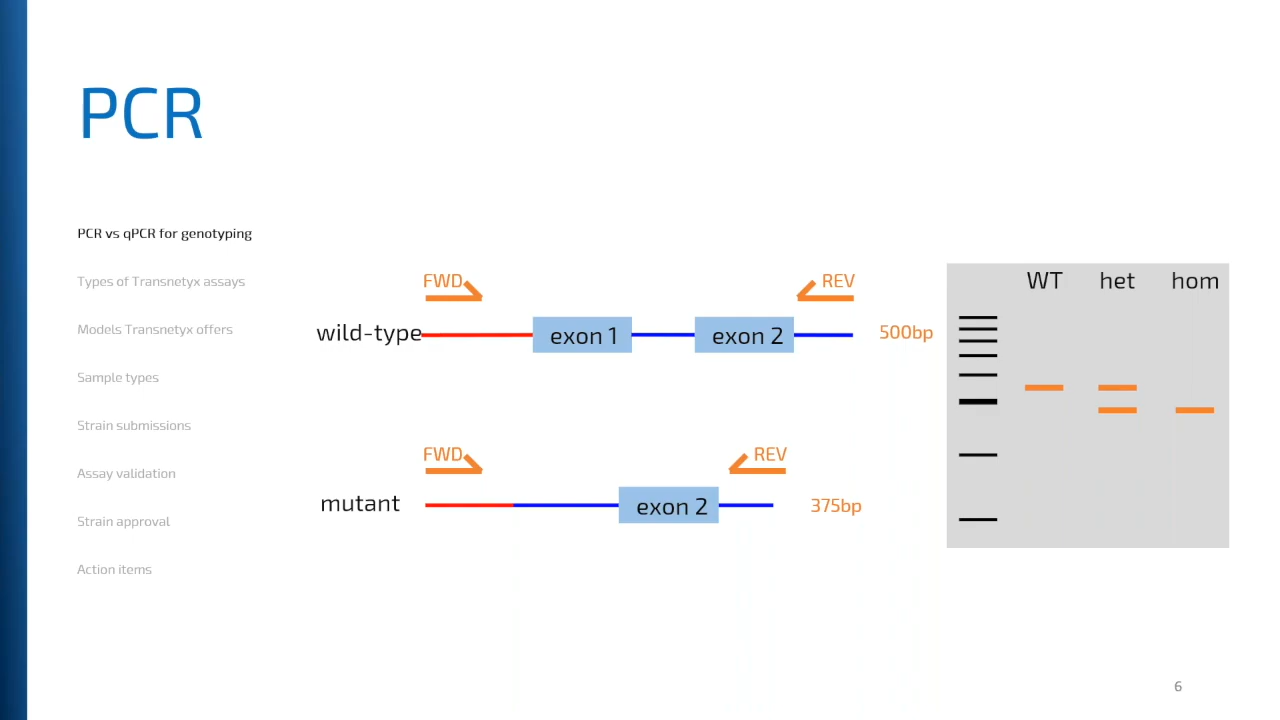 PCR
PCR vs qPCR for genotyping
Types of Transnetyx assays
Models Transnetyx offers
Sample types
Strain submissions
Assay validation
Strain approval
Action items
FWD REV
wild-type exon 1 exon 2 500bp
FWD REV
mutant exon 2 375bp
WT het hom
6